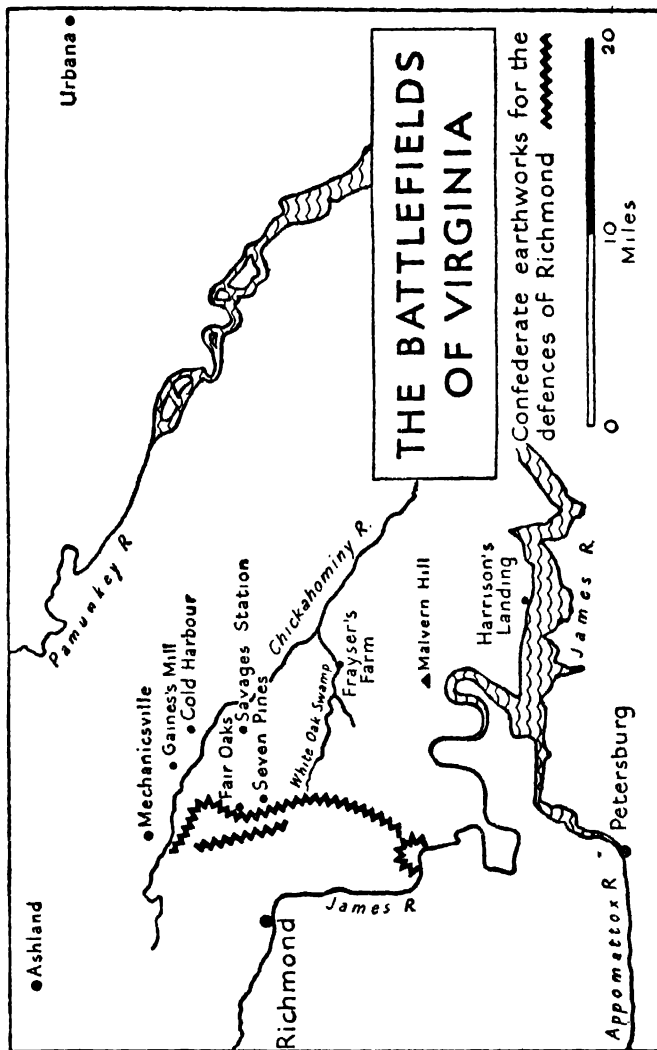 Urbana
Ashland
Pamunkey R
Mechanicsville
Gaines's Mill
Cold Harbour
Fair Oaks
Savages Station
Seven Pines
Chickahominy R.
White Oak Swamp
Frayser's
Farm
Richmond
James R
Malvern Hill
Harrison's
Landing
James R.
Petersburg
Appomattox R
THE BATTLEFIELDS
OF VIRGINIA
Confederate earthworks for the
defences of Richmond
0 10 20
Miles